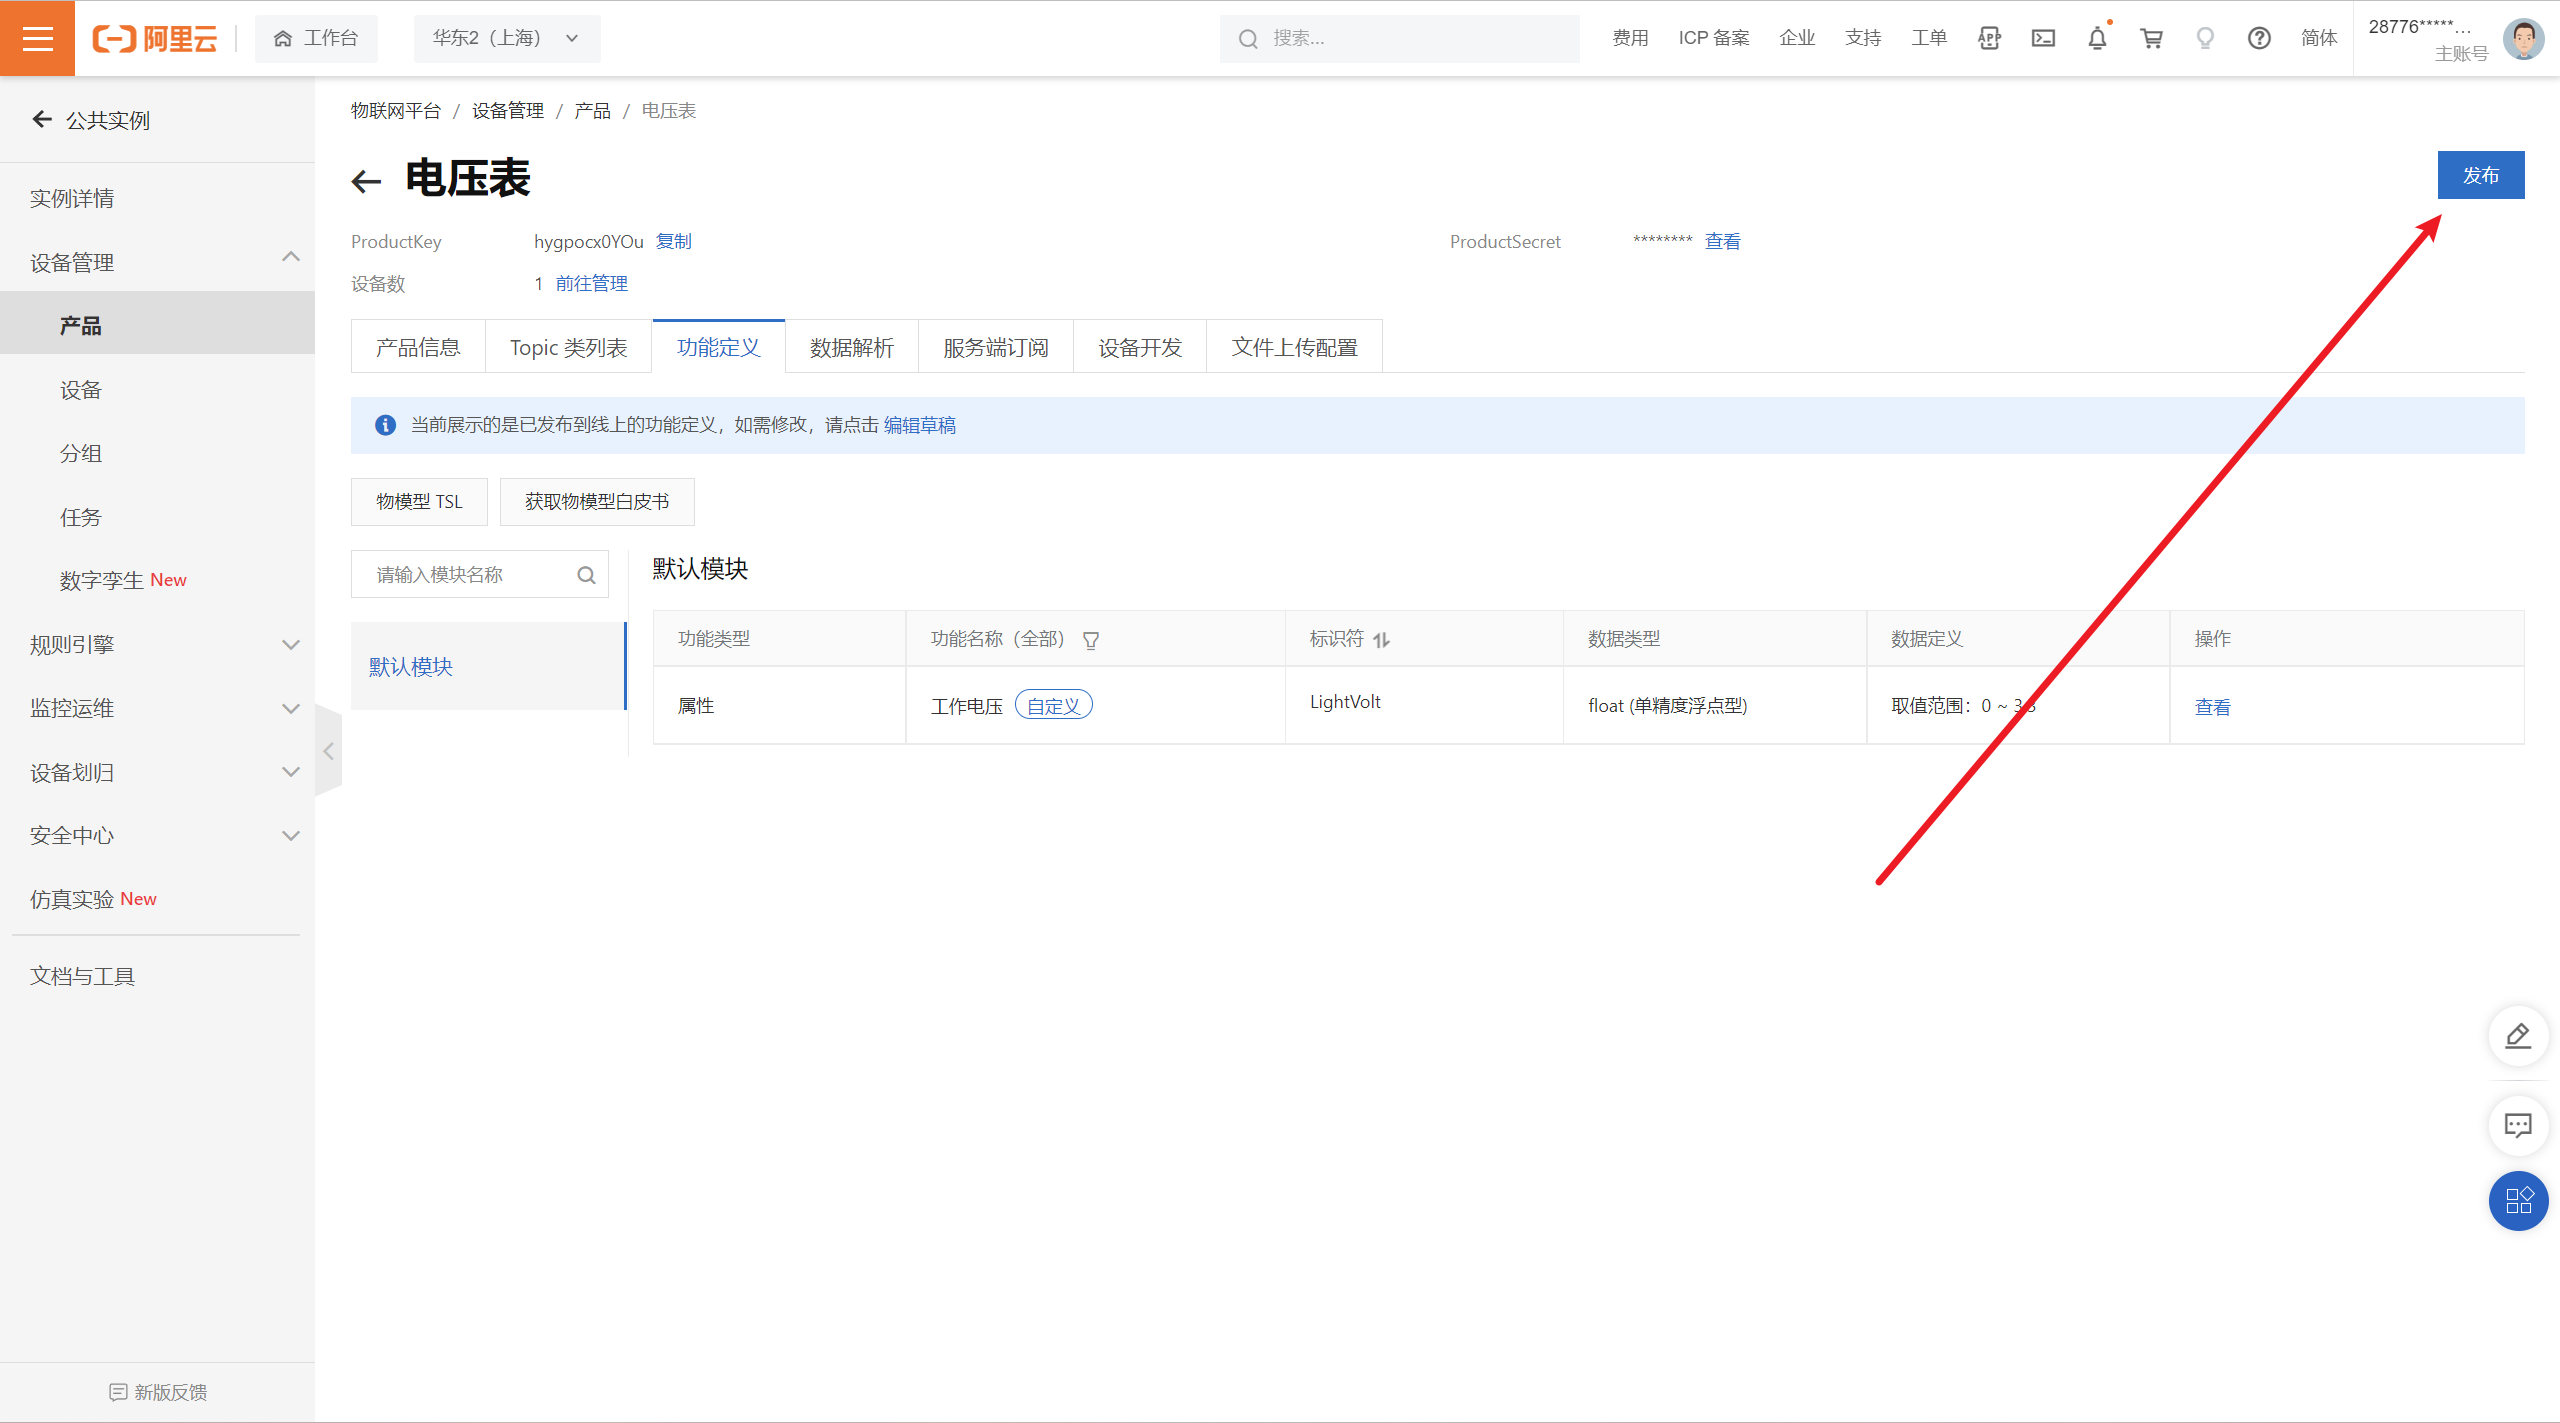 阿里云
工作台
华东2（上海）
搜索...
费用
ICP 备案
企业
支持
工单
APP
简体
28776*****...
主账号
公共实例
实例详情
设备管理
产品
设备
分组
任务
数字孪生 New
规则引擎
监控运维
设备划归
安全中心
仿真实验 New
文档与工具
新版反馈
物联网平台 / 设备管理 / 产品 / 电压表
电压表
发布
ProductKey hygpocx0YOu 复制
ProductSecret ******** 查看
设备数 1 前往管理
产品信息 Topic 类列表 功能定义 数据解析 服务端订阅 设备开发 文件上传配置
当前展示的是已发布到线上的功能定义，如需修改，请点击 编辑草稿
物模型 TSL 获取物模型白皮书
请输入模块名称
默认模块
默认模块
功能类型 功能名称（全部） 标识符 数据类型 数据定义 操作
属性 工作电压 自定义 LightVolt float (单精度浮点型) 取值范围：0 ~ 3.3 查看